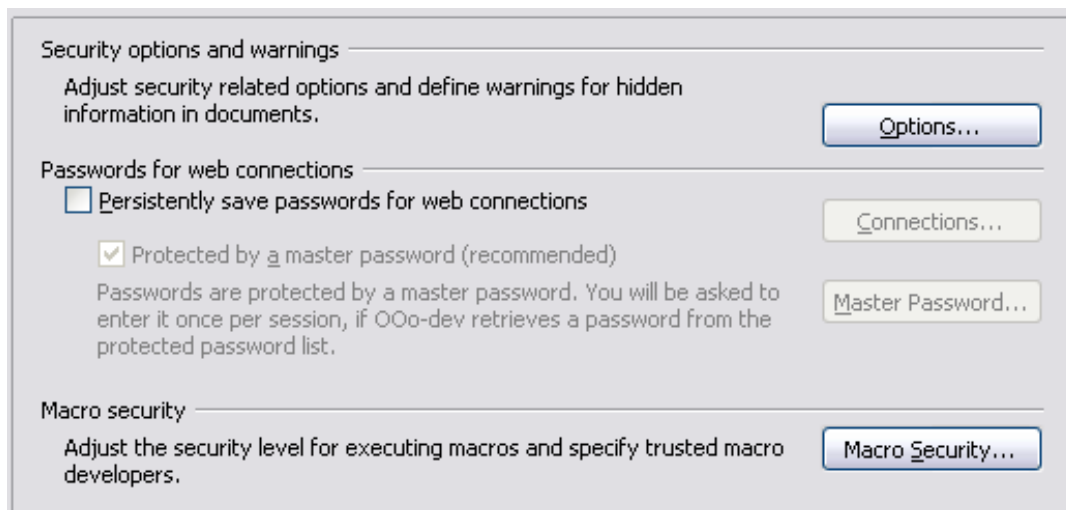 Security options and warnings
Adjust security related options and define warnings for hidden
information in documents.
Options...
Passwords for web connections
Persistently save passwords for web connections
Connections...
Protected by a master password (recommended)
Passwords are protected by a master password. You will be asked to
enter it once per session, if OOo-dev retrieves a password from the
protected password list.
Master Password...
Macro security
Adjust the security level for executing macros and specify trusted macro
developers.
Macro Security...